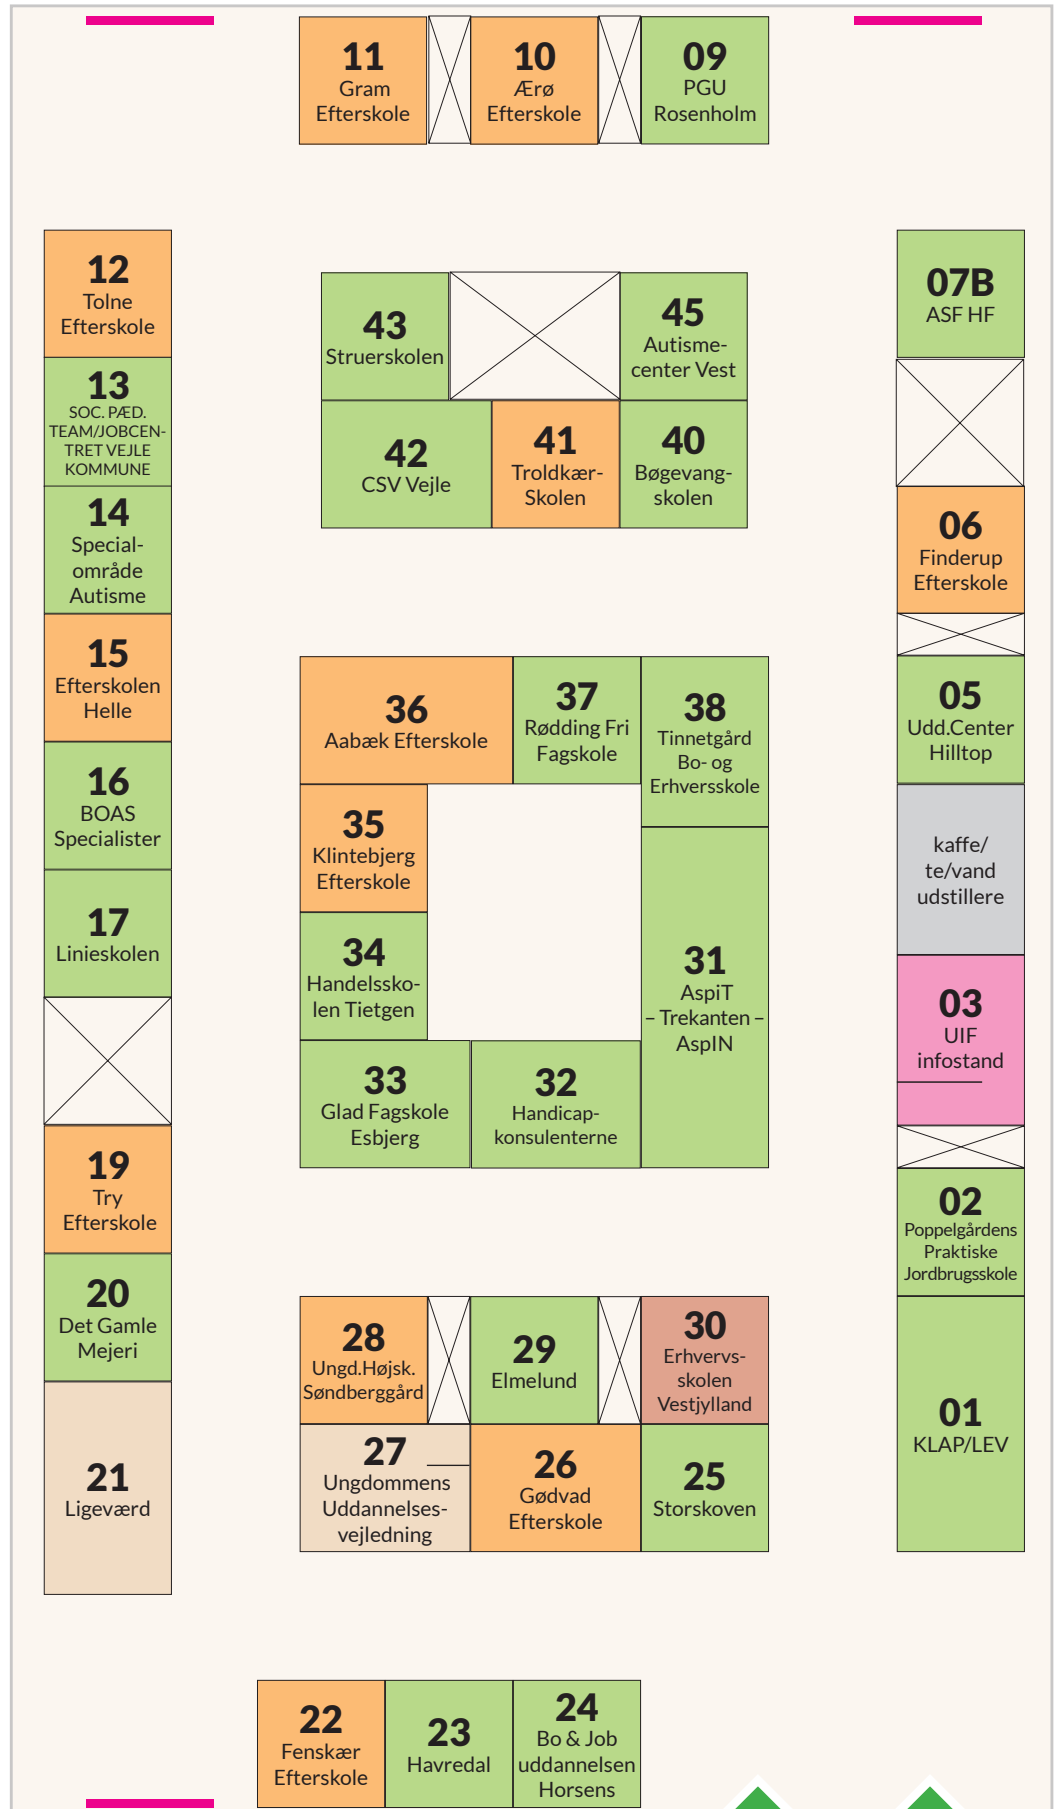 11
Gram
Efterskole
10
Ærø
Efterskole
09
PGU
Rosenholm
12
Tolne
Efterskole
13
SOC. PÆD.
TEAM/JOBCEN-
TRET VEJLE
KOMMUNE
14
Special-
område
Autisme
15
Efterskolen
Helle
16
BOAS
Specialister
17
Linieskolen
19
Try
Efterskole
20
Det Gamle
Mejeri
21
Ligeværd
43
Struerskolen
45
Autisme-
center Vest
42
CSV Vejle
41
Troldkær-
Skolen
40
Bøgevang-
skolen
36
Aabæk Efterskole
37
Rødding Fri
Fagskole
38
Tinnetgård
Bo- og
Erhversskole
35
Klintebjerg
Efterskole
34
Handelssko-
len Tietgen
31
AspiT
– Trekanten –
AspIN
33
Glad Fagskole
Esbjerg
32
Handicap-
konsulenterne
28
Ungd.Højsk.
Søndberggård
29
Elmelund
30
Erhvervs-
skolen
Vestjylland
27
Ungdommens
Uddannelses-
vejledning
26
Gødvad
Efterskole
25
Storskoven
22
Fenskær
Efterskole
23
Havredal
24
Bo & Job
uddannelsen
Horsens
07B
ASF HF
06
Finderup
Efterskole
05
Udd.Center
Hilltop
kaffe/
te/vand
udstillere
03
UIF
infostand
02
Poppelgårdens
Praktiske
Jordbrugsskole
01
KLAP/LEV